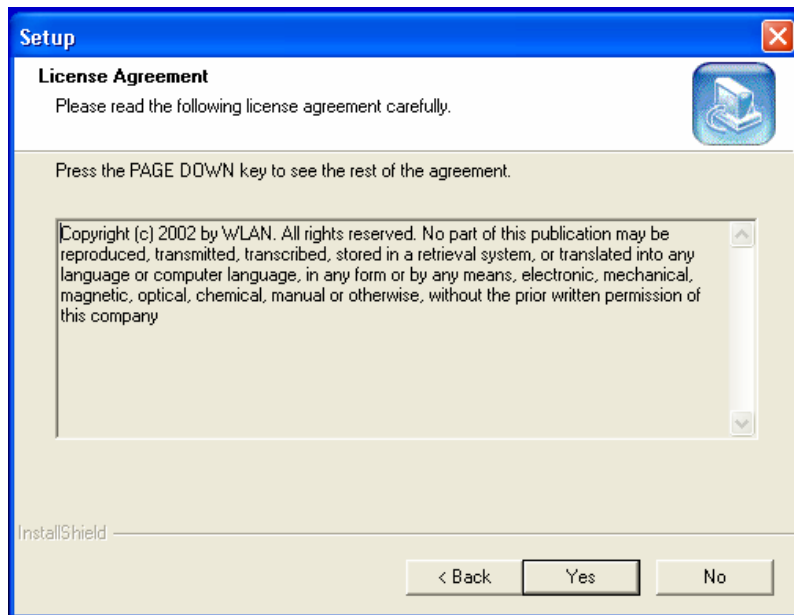 Setup
License Agreement
Please read the following license agreement carefully.
Press the PAGE DOWN key to see the rest of the agreement.
Copyright (c) 2002 by WLAN. All rights reserved. No part of this publication may be
reproduced, transmitted, transcribed, stored in a retrieval system, or translated into any
language or computer language, in any form or by any means, electronic, mechanical,
magnetic, optical, chemical, manual or otherwise, without the prior written permission of
this company
InstallShield
< Back Yes No